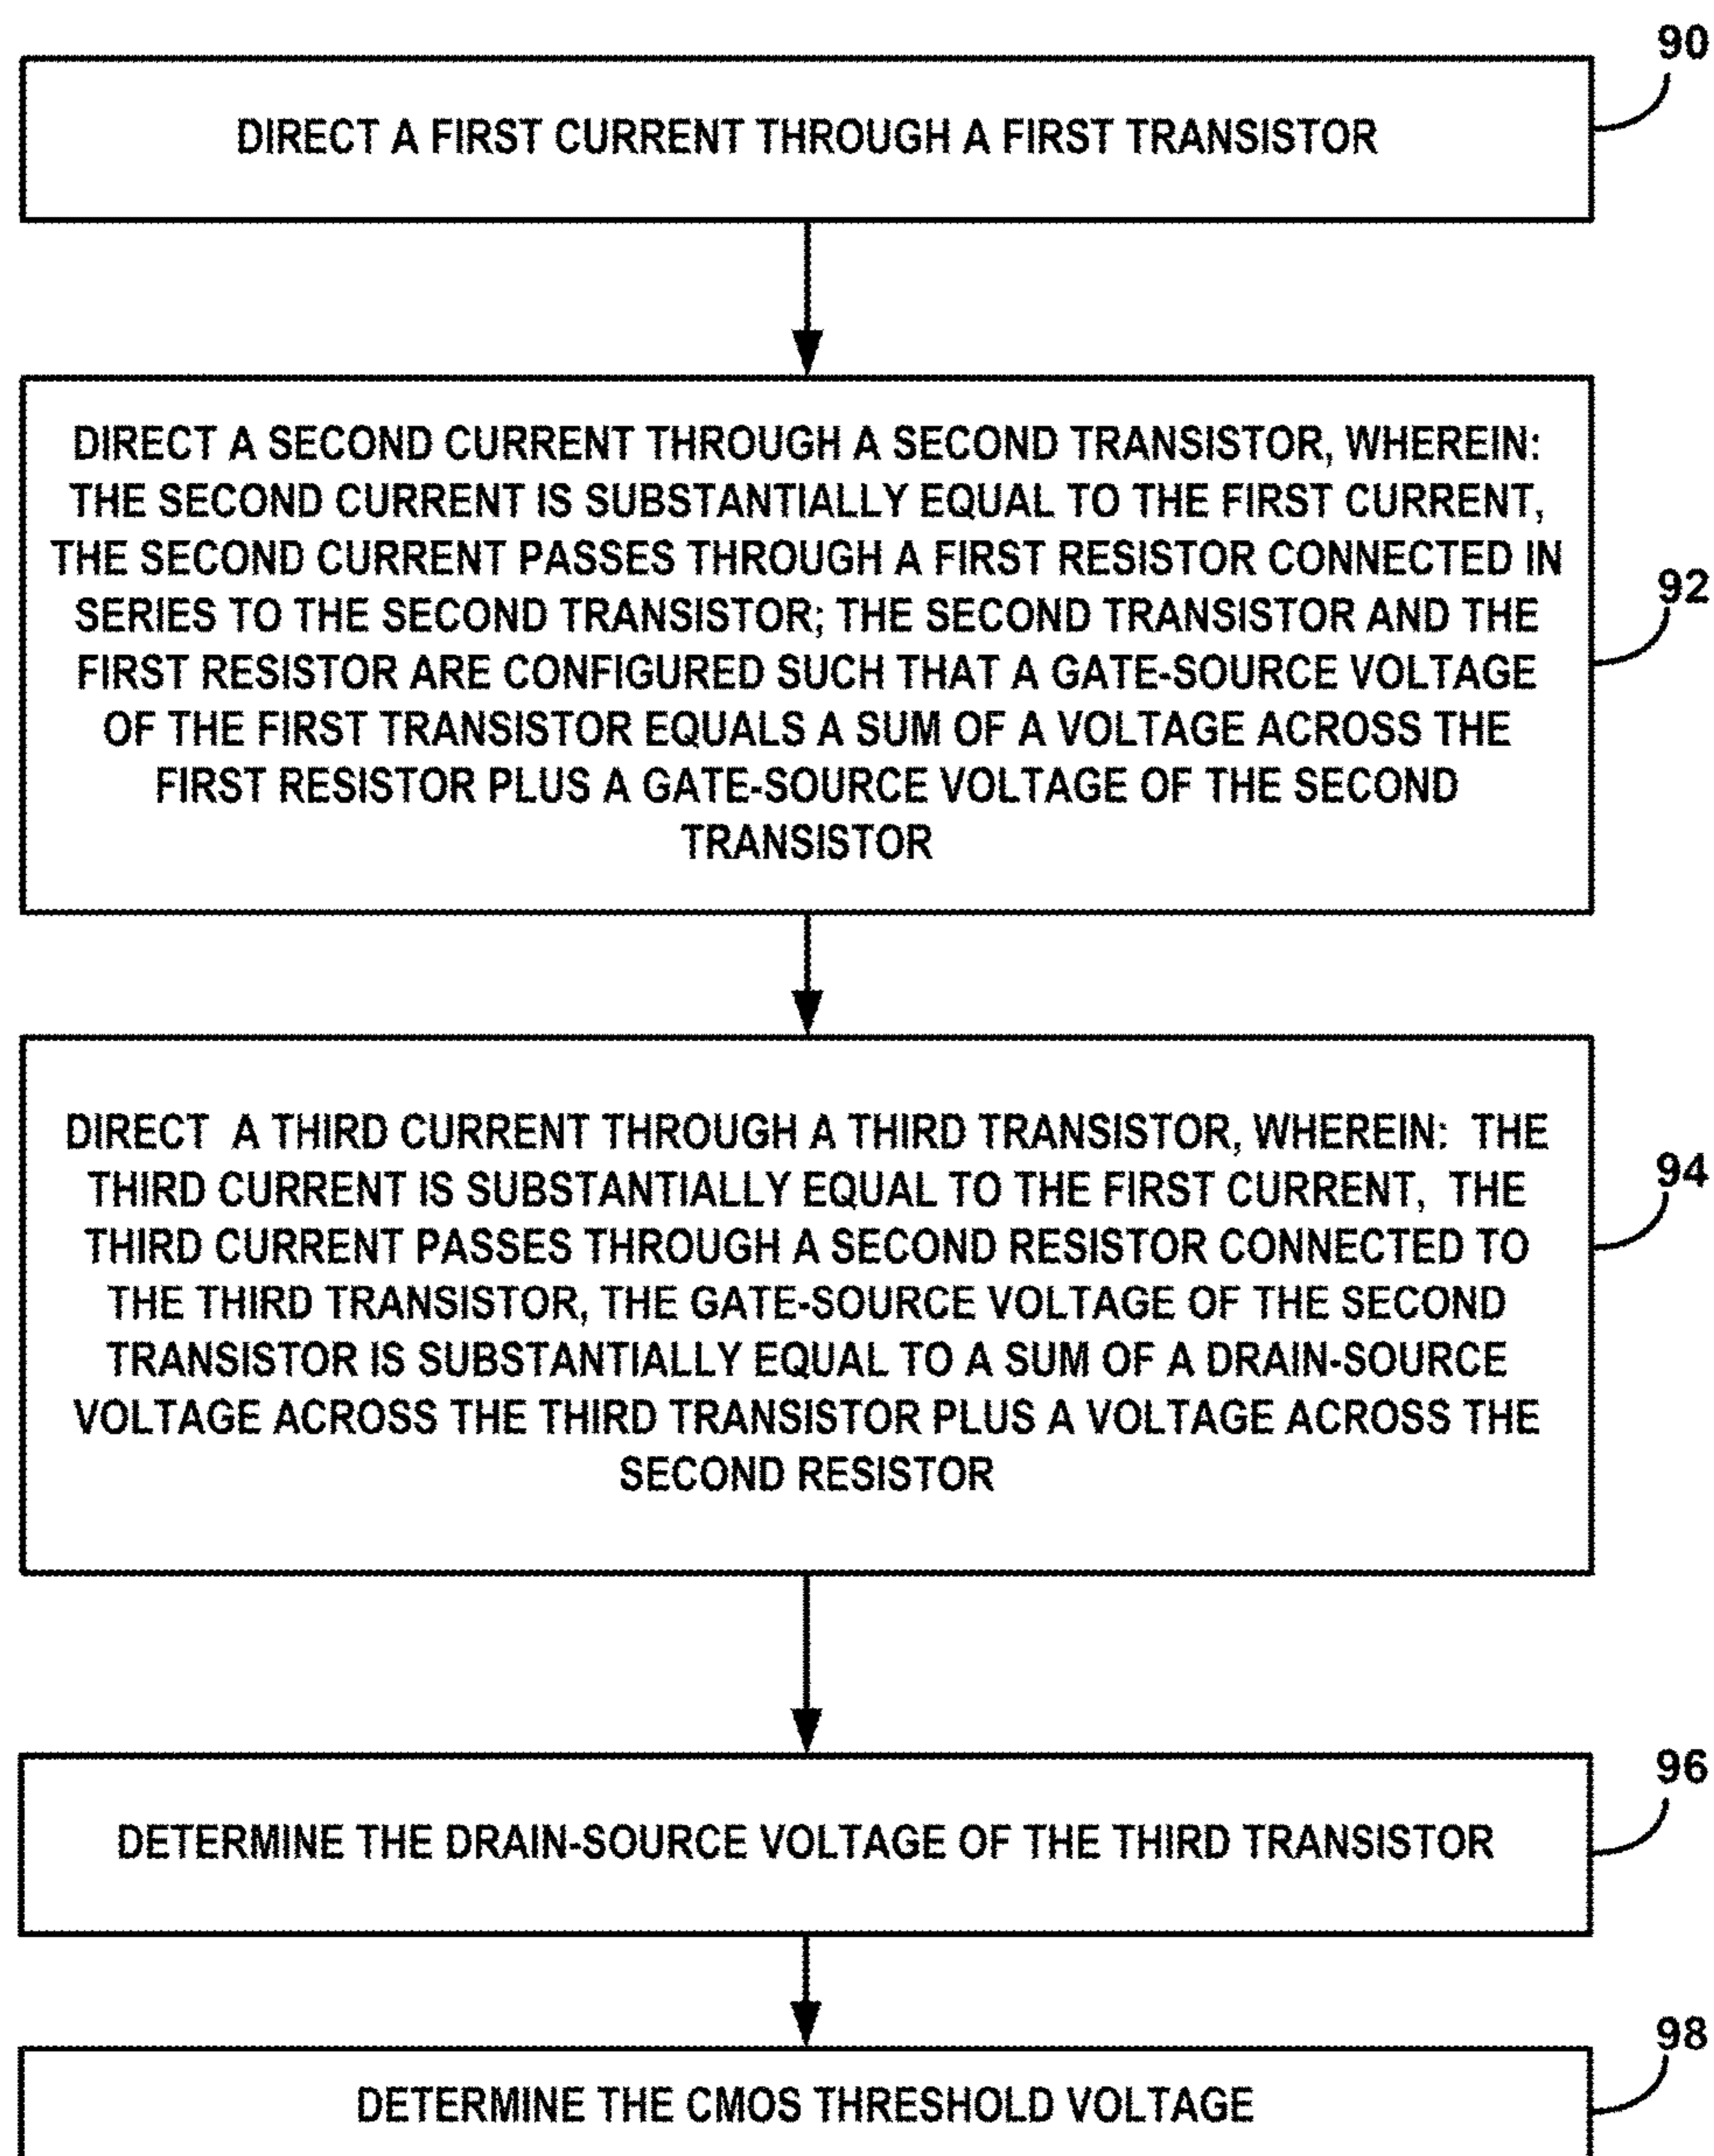 90
DIRECT A FIRST CURRENT THROUGH A FIRST TRANSISTOR
DIRECT A SECOND CURRENT THROUGH A SECOND TRANSISTOR, WHEREIN:
THE SECOND CURRENT IS SUBSTANTIALLY EQUAL TO THE FIRST CURRENT,
THE SECOND CURRENT PASSES THROUGH A FIRST RESISTOR CONNECTED IN
92
SERIES TO THE SECOND TRANSISTOR; THE SECOND TRANSISTOR AND THE
FIRST RESISTOR ARE CONFIGURED SUCH THAT A GATE-SOURCE VOLTAGE
OF THE FIRST TRANSISTOR EQUALS A SUM OF A VOLTAGE ACROSS THE
FIRST RESISTOR PLUS A GATE-SOURCE VOLTAGE OF THE SECOND
TRANSISTOR
DIRECT A THIRD CURRENT THROUGH A THIRD TRANSISTOR, WHEREIN: THE
94
THIRD CURRENT IS SUBSTANTIALLY EQUAL TO THE FIRST CURRENT, THE
THIRD CURRENT PASSES THROUGH A SECOND RESISTOR CONNECTED TO
THE THIRD TRANSISTOR, THE GATE-SOURCE VOLTAGE OF THE SECOND
TRANSISTOR IS SUBSTANTIALLY EQUAL TO A SUM OF A DRAIN-SOURCE
VOLTAGE ACROSS THE THIRD TRANSISTOR PLUS A VOLTAGE ACROSS THE
SECOND RESISTOR
96
DETERMINE THE DRAIN-SOURCE VOLTAGE OF THE THIRD TRANSISTOR
98
DETERMINE THE CMOS THRESHOLD VOLTAGE